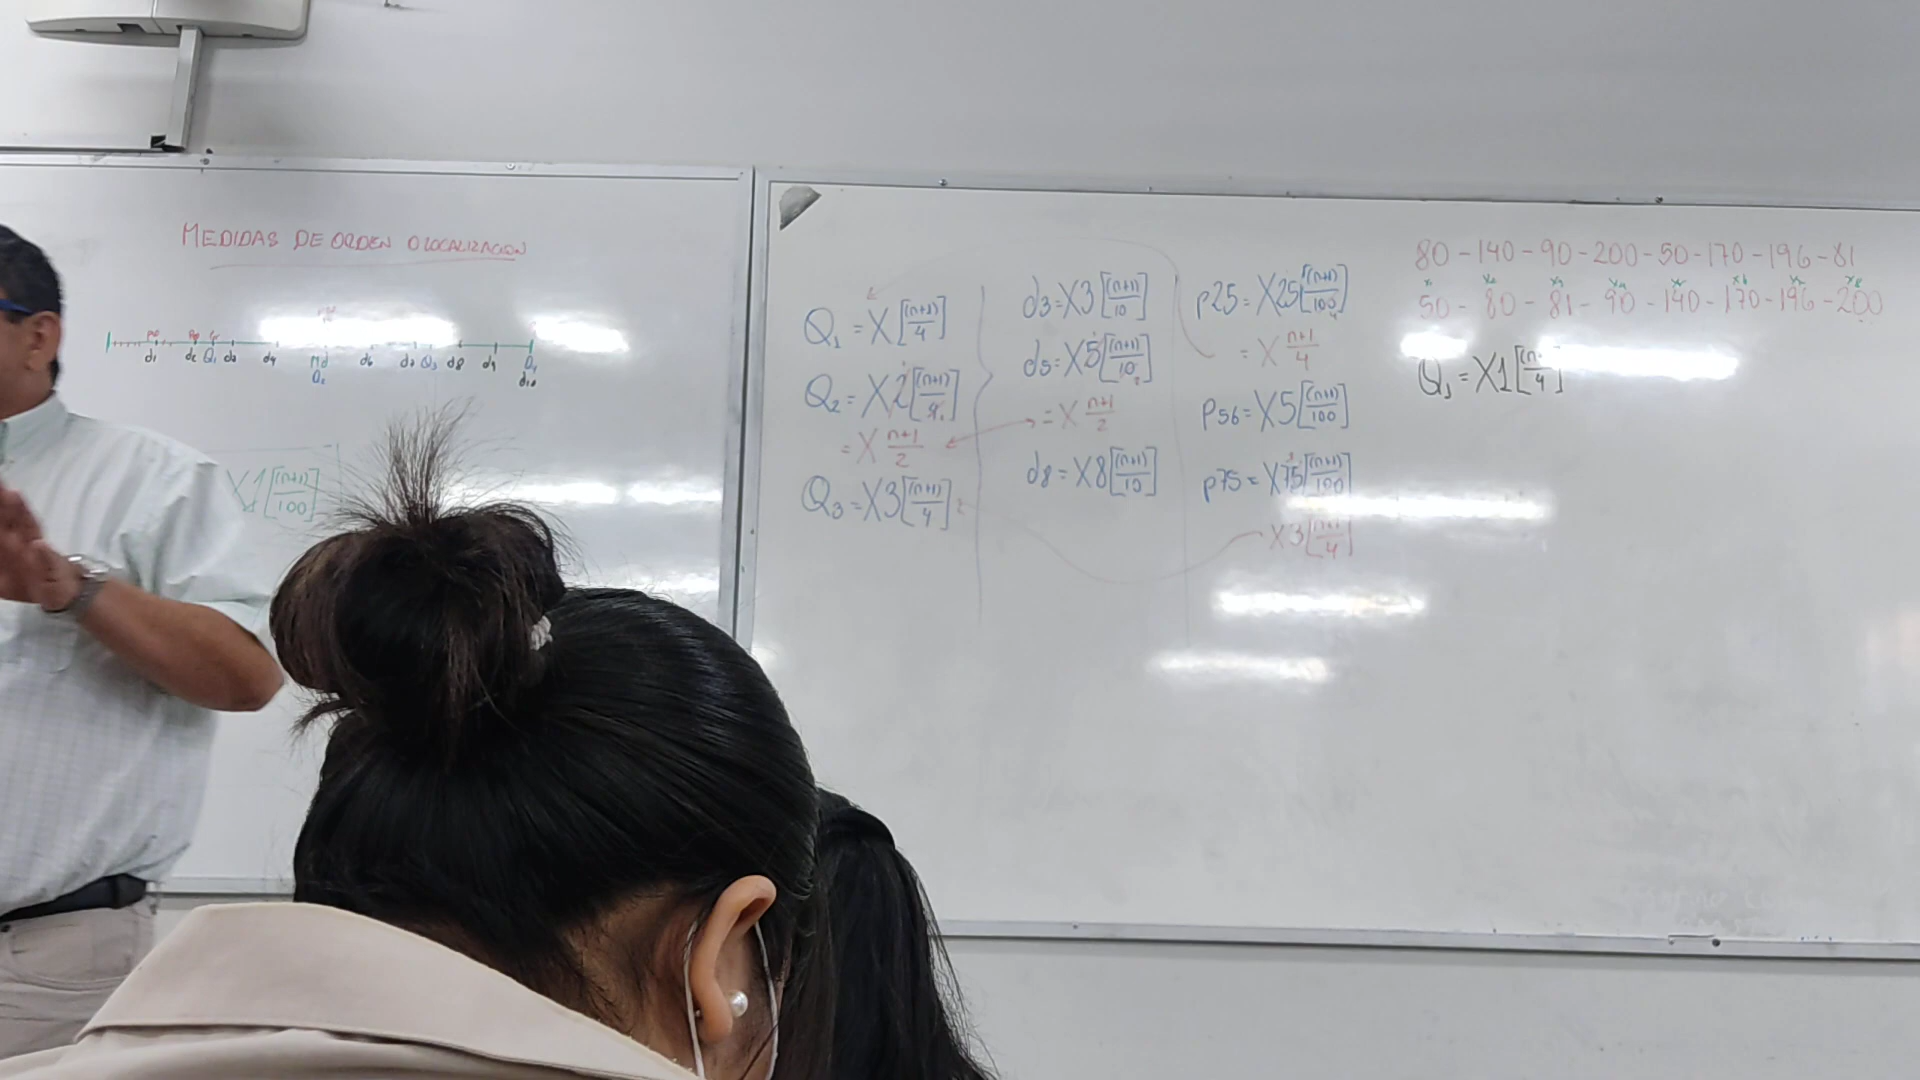 MEDIDAS DE ORDEN O LOCALIZACION
d1 d2 Q1 d3 d4 Md d6 d7 Q3 d8 d9 Q4
Q2 d10
X1[(n+1)/100]
Q1 = X[(n+1)/4]
Q2 = X2[(n+1)/4]
= X n+1/2
Q3 = X3[(n+1)/4]
d3 = X3[(n+1)/10]
d5 = X5[(n+1)/10]
= X n+1/2
d8 = X8[(n+1)/10]
P25 = X25[(n+1)/100]
= X n+1/4
P56 = X5[(n+1)/100]
P75 = X75[(n+1)/100]
X3[n+1/4]
80 - 140 - 90 - 200 - 50 - 170 - 196 - 81
50 - 80 - 81 - 90 - 140 - 170 - 196 - 200
Q1 = X1[(n+/4]